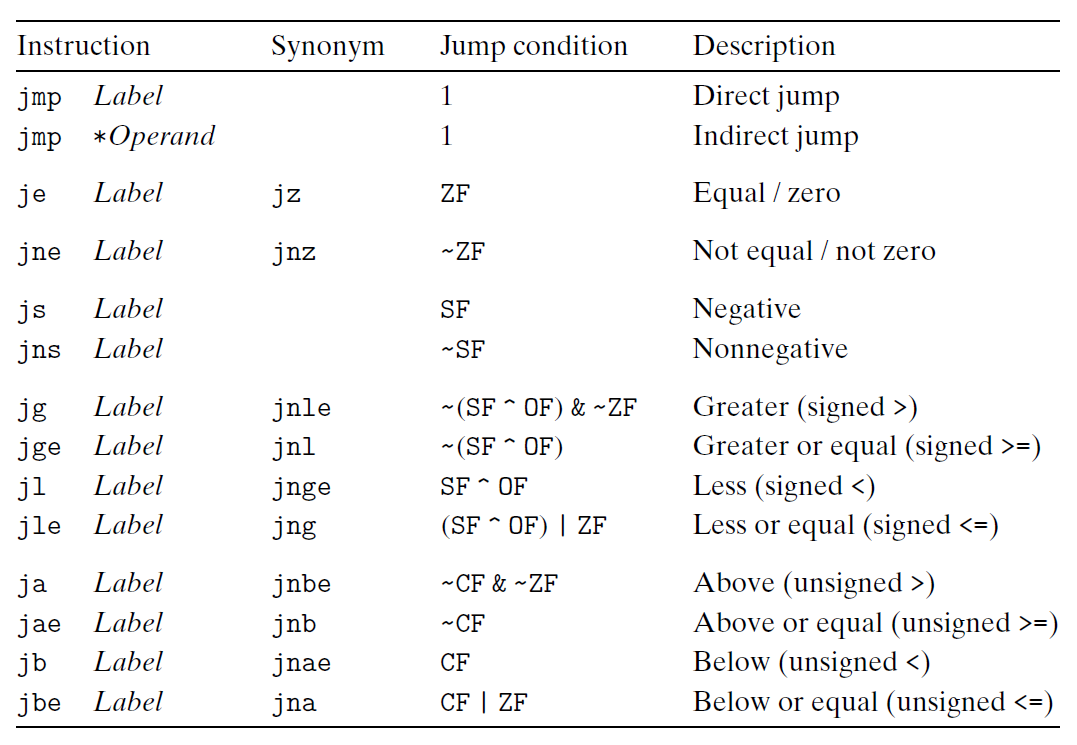 Instruction Synonym Jump condition Description
jmp Label 1 Direct jump
jmp *Operand 1 Indirect jump
je Label jz ZF Equal / zero
jne Label jnz ~ZF Not equal / not zero
js Label SF Negative
jns Label ~SF Nonnegative
jg Label jnle ~(SF ^ OF) & ~ZF Greater (signed >)
jge Label jnl ~(SF ^ OF) Greater or equal (signed >=)
jl Label jnge SF ^ OF Less (signed <)
jle Label jng (SF ^ OF) | ZF Less or equal (signed <=)
ja Label jnbe ~CF & ~ZF Above (unsigned >)
jae Label jnb ~CF Above or equal (unsigned >=)
jb Label jnae CF Below (unsigned <)
jbe Label jna CF | ZF Below or equal (unsigned <=)